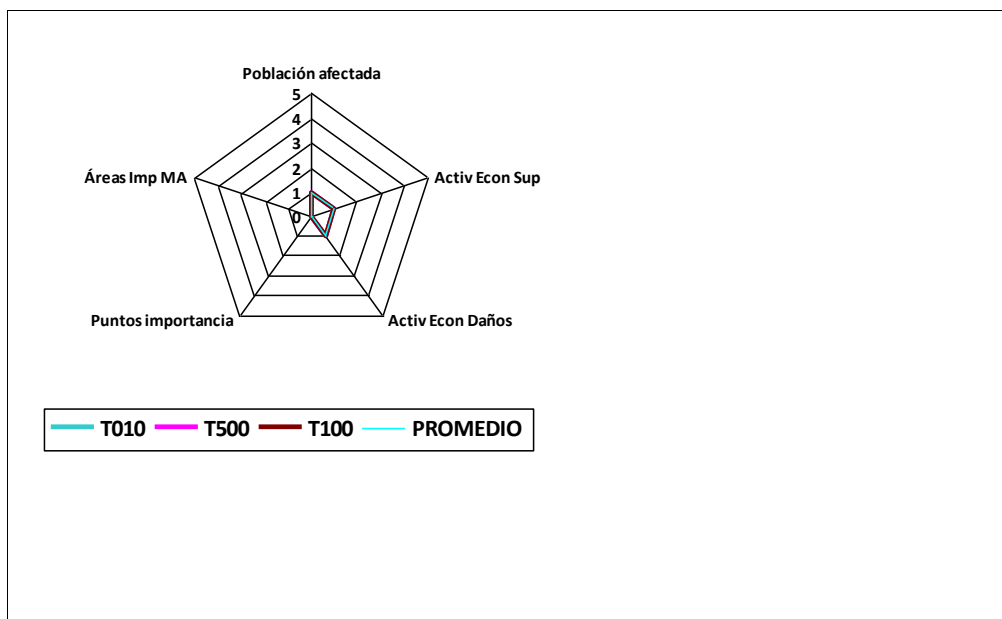 Población afectada
5
4
3
2
1
0
Áreas Imp MA
Activ Econ Sup
Puntos importancia
Activ Econ Daños
T010 T500 T100 PROMEDIO